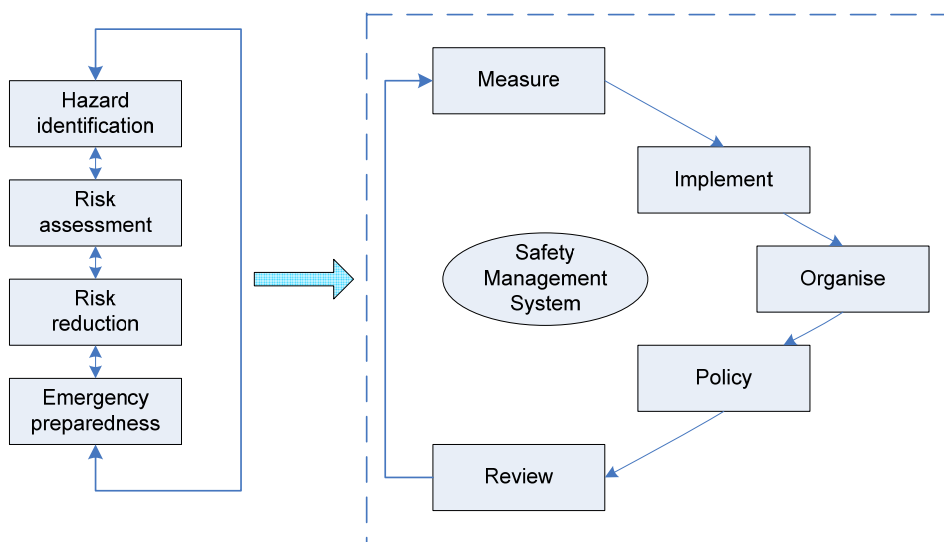 Hazard
identification
Risk
assessment
Risk
reduction
Emergency
preparedness
Measure
Implement
Safety
Management
System
Organise
Policy
Review